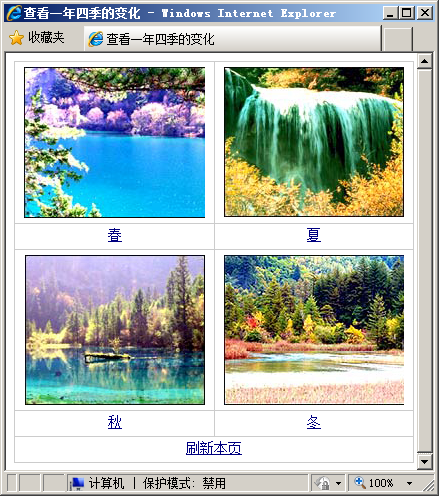 查看一年四季的变化 - Windows Internet Explorer
收藏夹
查看一年四季的变化
春
夏
秋
冬
刷新本页
计算机 | 保护模式: 禁用
100%